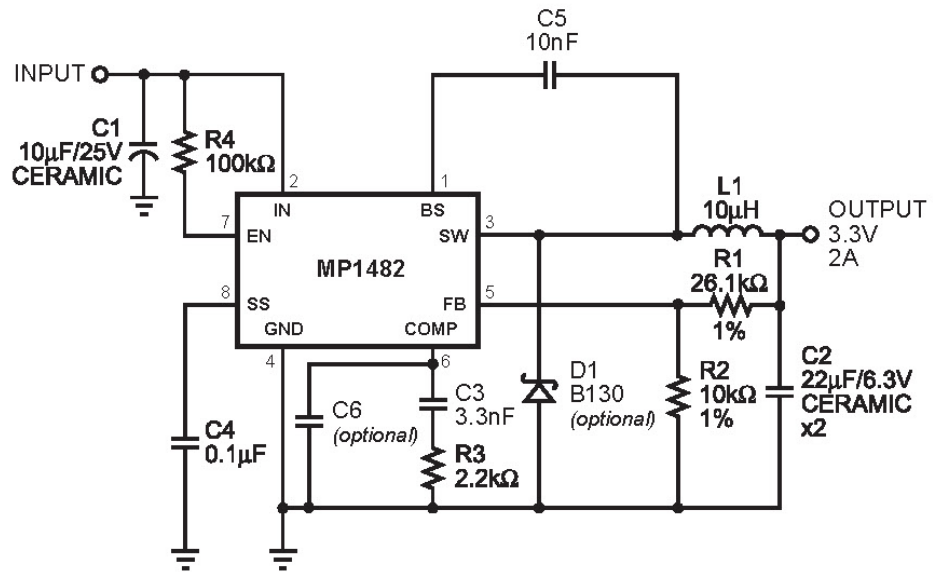 C5
10nF
INPUT
C1
10µF/25V
CERAMIC
R4
100kΩ
2
1
IN
BS
L1
10µH
OUTPUT
3.3V
2A
7
EN
SW
3
MP1482
R1
26.1kΩ
1%
8
SS
FB
5
GND
COMP
4
6
C4
0.1µF
C6
(optional)
C3
3.3nF
R3
2.2kΩ
D1
B130
(optional)
R2
10kΩ
1%
C2
22µF/6.3V
CERAMIC
x2